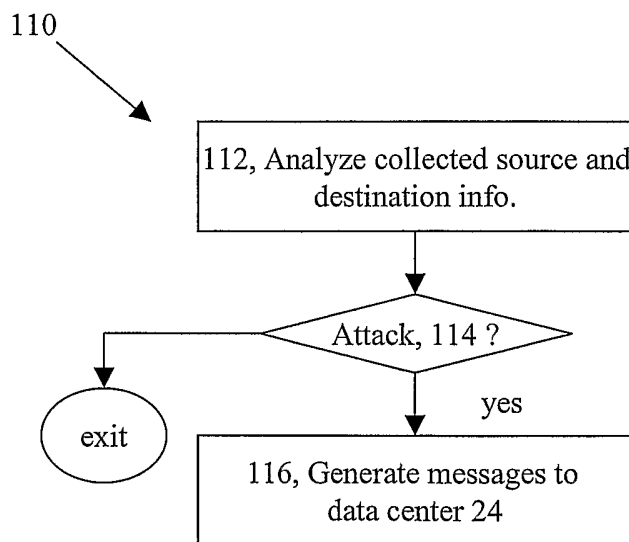 110
112, Analyze collected source and
destination info.
Attack, 114 ?
yes
exit
116, Generate messages to
data center 24